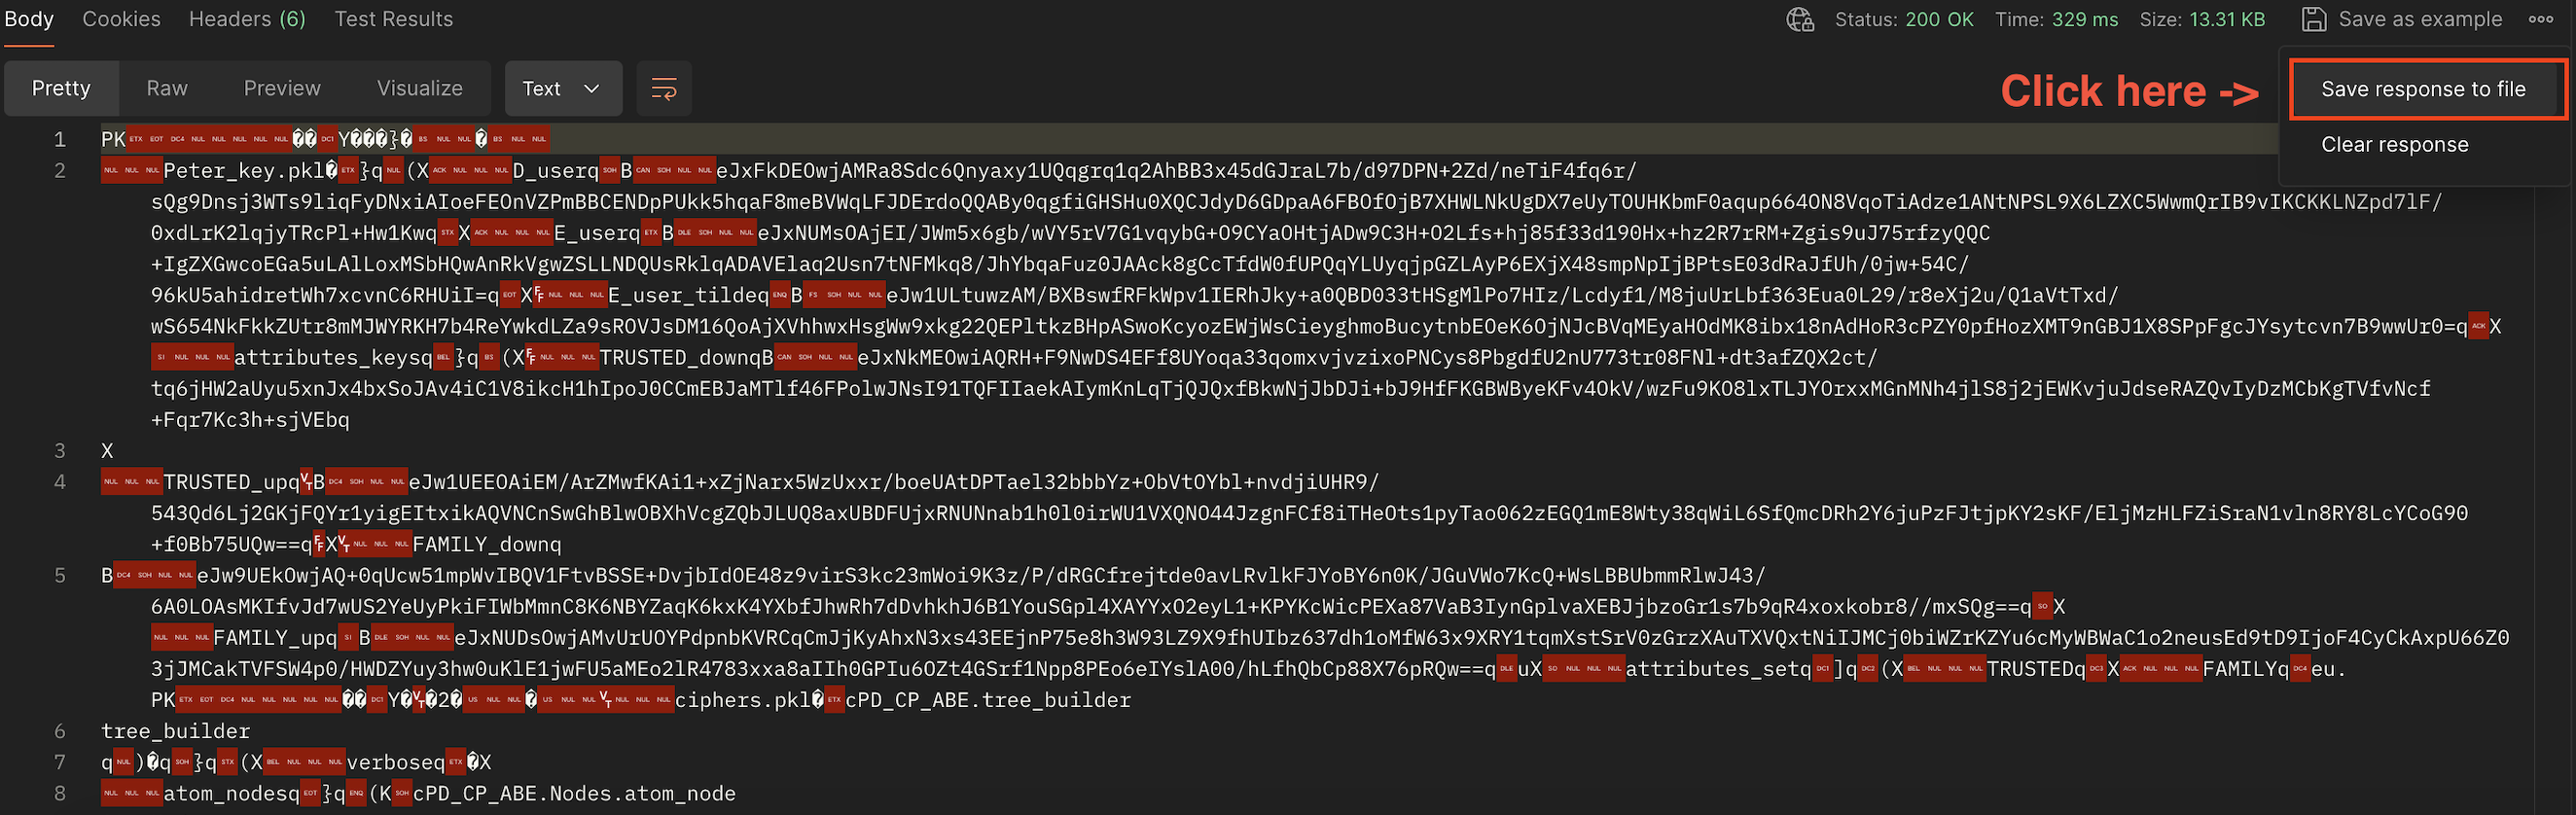 Body Cookies Headers (6) Test Results Status: 200 OK Time: 329 ms Size: 13.31 KB Save as example
Pretty Raw Preview Visualize Text Click here -> Save response to file
Clear response
1 PK ETX EOT DC4 NUL NUL NUL NUL NUL �� DC1 Y���}� BS NUL NUL � BS NUL NUL
2 NUL NUL NUL Peter_key.pkl� ETX }q NUL (X ACK NUL NUL NUL D_userq SOH B CAN SOH NUL NUL eJxFkDEOwjAMRa8Sdc6Qnyaxy1UQqgrq1q2AhBB3x45dGJraL7b/d97DPN+2Zd/neTiF4fq6r/
sQg9Dnsj3WTs9liqFyDNxiAIoeFEOnVZPmBBCENDpPUkk5hqaF8meBVWqLFJDErdoQQABy0qgfiGHSHu0XQCJdyD6GDpaA6FBOfOjB7XHWLNkUgDX7eUyTOUHKbmF0aqup664ON8VqoTiAdze1ANtNPSL9X6LZXC5WwmQrIB9vIKCKKLNZpd7lF/
0xdLrK2lqjyTRcPl+Hw1Kwq STX X ACK NUL NUL NUL E_userq ETX B DLE SOH NUL NUL eJxNUMsOAjEI/JWm5x6gb/wVY5rV7G1vqybG+O9CYaOHtjADw9C3H+O2Lfs+hj85f33d190Hx+hz2R7rRM+Zgis9uJ75rfzyQQC
+IgZXGwcoEGa5uLAlLoxMSbHQwAnRkVgwZSLLNDQUsRklqADAVElaq2Usn7tNFMkq8/JhYbqaFuz0JAAck8gCcTfdW0fUPQqYLUyqjpGZLAyP6EXjX48smpNpIjBPtsE03dRaJfUh/0jw+54C/
96kU5ahidretWh7xcvnC6RHUiI=q EOT X FF NUL NUL NUL E_user_tildeq ENQ B FS SOH NUL NUL eJw1ULtuwzAM/BXBswfRFkWpv1IERhJky+a0QBD033tHSgMlPo7HIz/Lcdyf1/M8juUrLbf363Eua0L29/r8eXj2u/Q1aVtTxd/
wS654NkFkkZUtr8mMJWYRKH7b4ReYwkdLZa9sROVJsDM16QoAjXVhhwxHsgWw9xkg22QEPltkzBHpASwoKcyozEWjWsCieyghmoBucytnbEOeK6OjNJcBVqMEyaHOdMK8ibx18nAdHoR3cPZY0pfHozXMT9nGBJ1X8SPpFgcJYsytcvn7B9wwUr0=q ACK X
SI NUL NUL NUL attributes_keysq BEL }q BS (X FF NUL NUL NUL TRUSTED_downqB CAN SOH NUL NUL eJxNkMEOwiAQRH+F9NwDS4EFf8UYoqa33qomxvjvzixoPNCys8PbgdfU2nU773tr08FNl+dt3afZQX2ct/
tq6jHW2aUyu5xnJx4bxSoJAv4iC1V8ikcH1hIpoJ0CCmEBJaMTlf46FPolwJNsI91TQFIIaekAIymKnLqTjQJQxfBkwNjJbDJi+bJ9HfFKGBWByeKFv4OkV/wzFu9KO8lxTLJYOrxxMGnMNh4jlS8j2jEWKvjuJdseRAZQvIyDzMCbKgTVfvNcf
+Fqr7Kc3h+sjVEbq
3 X
4 NUL NUL NUL TRUSTED_upq VT B DC4 SOH NUL NUL eJw1UEEOAiEM/ArZMwfKAi1+xZjNarx5WzUxxr/boeUAtDPTael32bbbYz+ObVtOYbl+nvdjiUHR9/
543Qd6Lj2GKjFQYr1yigEItxikAQVNCnSwGhBlwOBXhVcgZQbJLUQ8axUBDFUjxRNUNnab1h0l0irWU1VXQNO44JzgnFCf8iTHeOts1pyTao062zEGQ1mE8Wty38qWiL6SfQmcDRh2Y6juPzFJtjpKY2sKF/EljMzHLFZiSraN1vln8RY8LcYCoG90
+f0Bb75UQw==q FF X VT NUL NUL NUL FAMILY_downq
5 B DC4 SOH NUL NUL eJw9UEkOwjAQ+0qUcw51mpWvIBQV1FtvBSSE+DvjbIdOE48z9virS3kc23mWoi9K3z/P/dRGCfrejtde0avLRvlkFJYoBY6n0K/JGuVWo7KcQ+WsLBBUbmmRlwJ43/
6A0LOAsMKIfvJd7wUS2YeUyPkiFIWbMmnC8K6NBYZaqK6kxK4YXbfJhwRh7dDvhkhJ6B1YouSGpl4XAYYxO2eyL1+KPYKcWicPEXa87VaB3IynGplvaXEBJjbzoGr1s7b9qR4xoxkobr8//mxSQg==q SO X
NUL NUL NUL FAMILY_upq SI B DLE SOH NUL NUL eJxNUDsOwjAMvUrUOYPdpnbKVRCqCmJjKyAhxN3xs43EEjnP75e8h3W93LZ9X9fhUIbz637dh1oMfW63x9XRY1tqmXstSrV0zGrzXAuTXVQxtNiIJMCj0biWZrKZYu6cMyWBWaC1o2neusEd9tD9IjoF4CyCkAxpU66Z0
3jJMCakTVFSW4p0/HWDZYuy3hw0uKlE1jwFU5aMEo2lR4783xxa8aIIh0GPIu6OZt4GSrf1Npp8PEo6eIYslA00/hLfhQbCp88X76pRQw==q DLE uX SO NUL NUL NUL attributes_setq DC1 ]q DC2 (X BEL NUL NUL NUL TRUSTEDq DC3 X ACK NUL NUL NUL FAMILYq DC4 eu.
PK ETX EOT DC4 NUL NUL NUL NUL NUL �� DC1 Y� VT �2� US NUL NUL � US NUL NUL VT NUL NUL NUL ciphers.pkl� ETX cPD_CP_ABE.tree_builder
6 tree_builder
7 q NUL )�q SOH }q STX (X BEL NUL NUL NUL verboseq ETX �X
8 NUL NUL NUL atom_nodesq EOT }q ENQ (K SOH cPD_CP_ABE.Nodes.atom_node